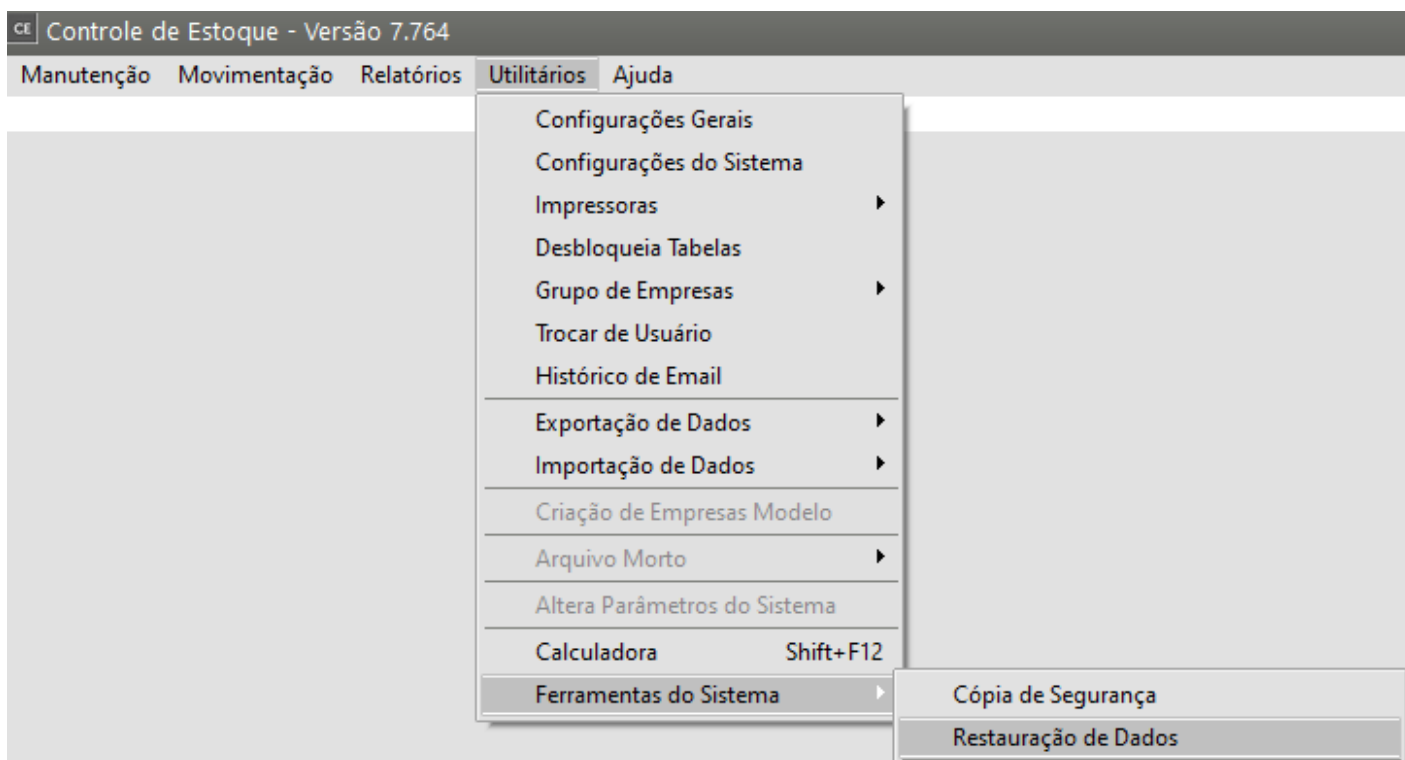 CE Controle de Estoque - Versão 7.764
Manutenção Movimentação Relatórios Utilitários Ajuda
Configurações Gerais
Configurações do Sistema
Impressoras
Desbloqueia Tabelas
Grupo de Empresas
Trocar de Usuário
Histórico de Email
Exportação de Dados
Importação de Dados
Criação de Empresas Modelo
Arquivo Morto
Altera Parâmetros do Sistema
Calculadora Shift+F12
Ferramentas do Sistema
Cópia de Segurança
Restauração de Dados